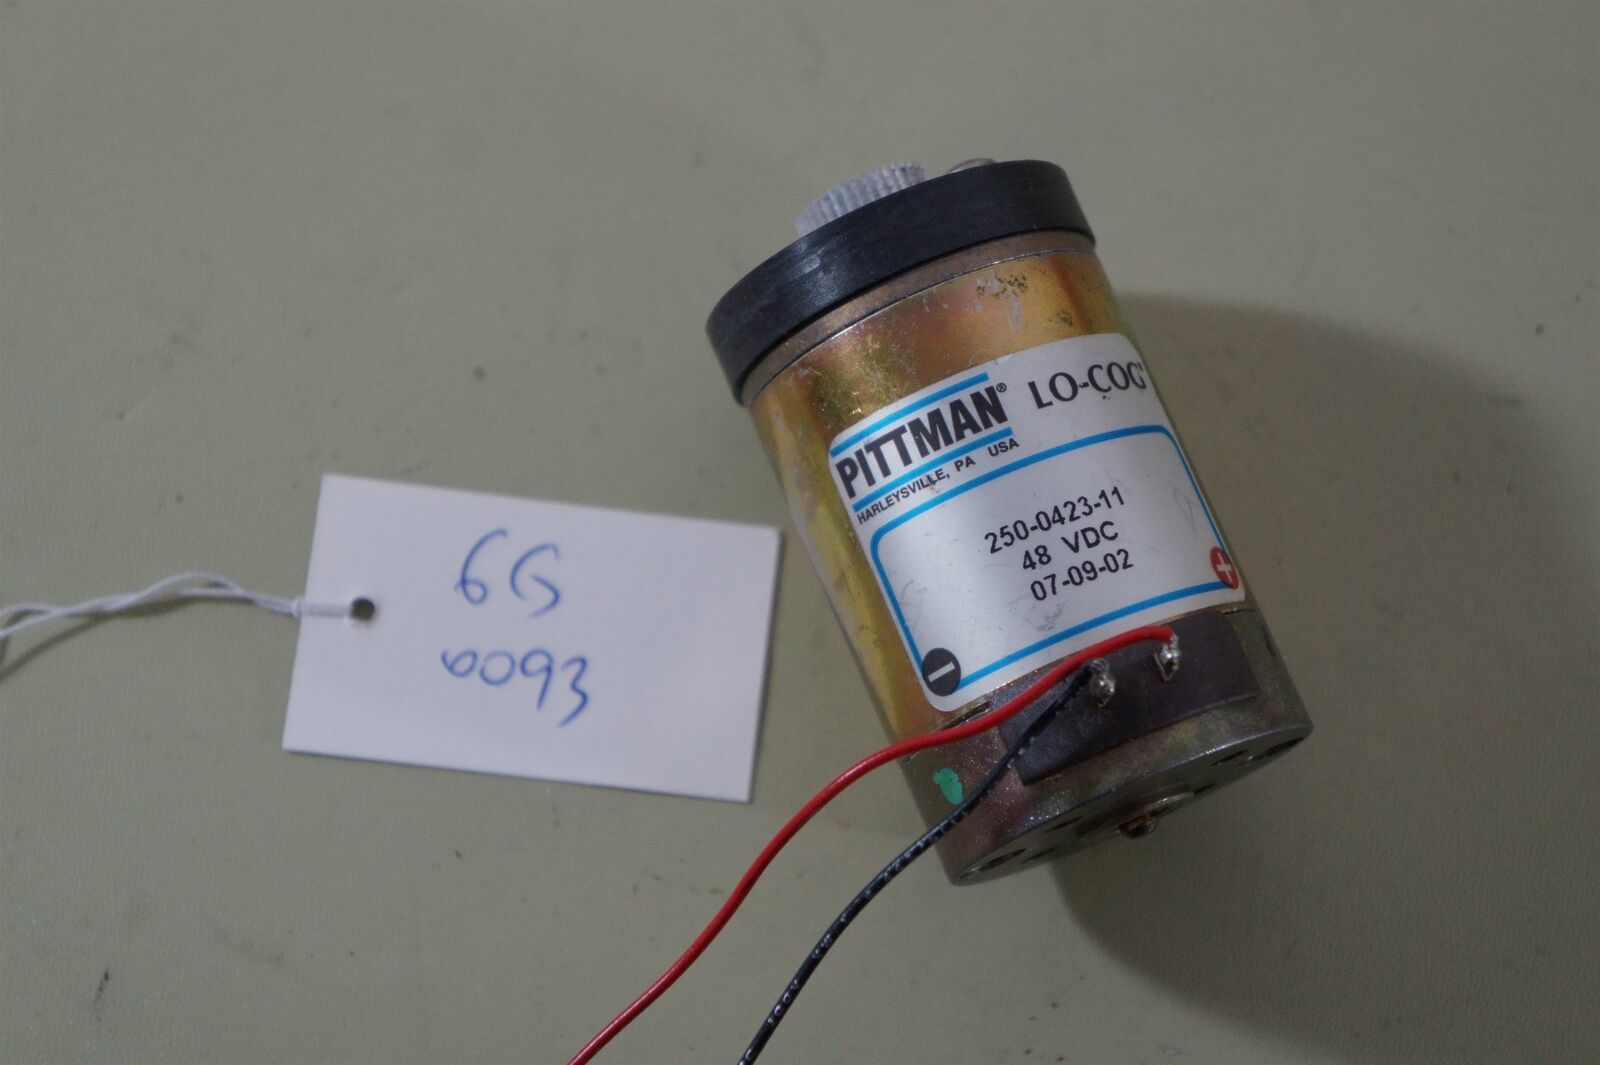 6G
0093
PITTMAN® LO-COG
HARLEYSVILLE, PA USA
250-0423-11
48 VDC
07-09-02
+
−